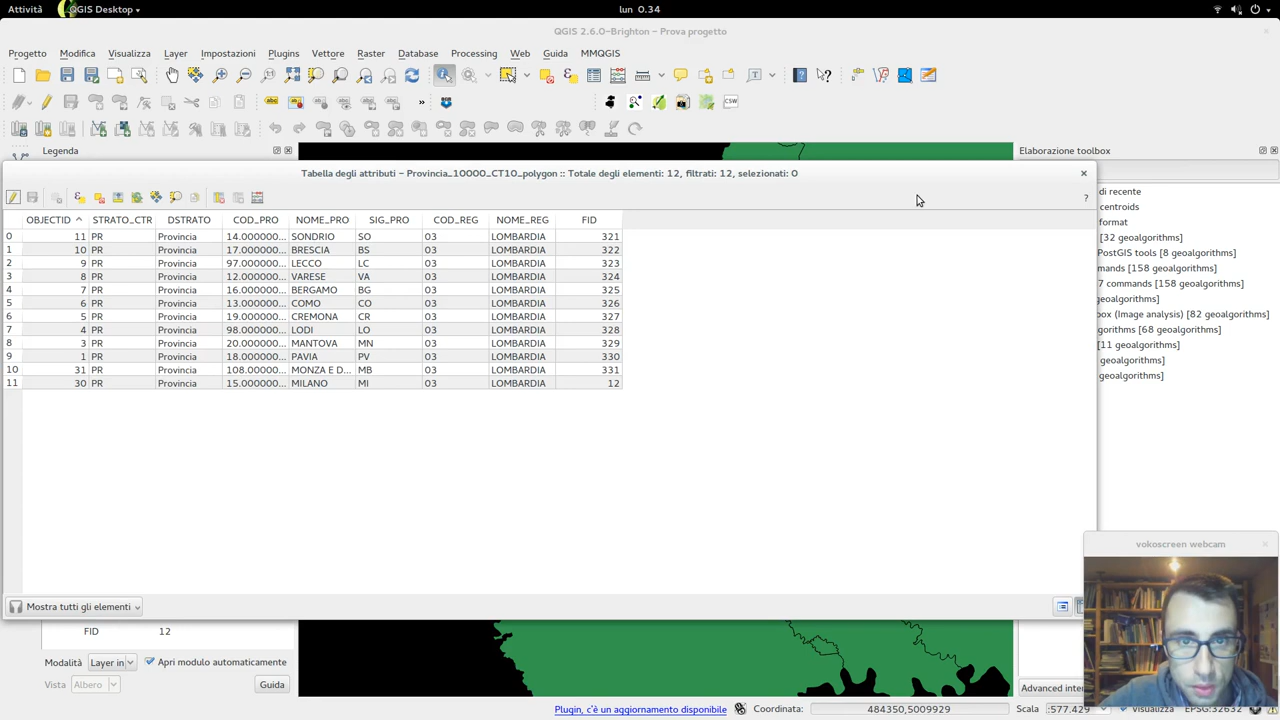 Attività QGIS Desktop lun 0.34
QGIS 2.6.0-Brighton – Prova progetto
Progetto Modifica Visualizza Layer Impostazioni Plugins Vettore Raster Database Processing Web Guida MMQGIS
CSW
Legenda
Elaborazione toolbox
Tabella degli attributi – Provincia_10000_CT10_polygon :: Totale degli elementi: 12, filtrati: 12, selezionati: 0
?
OBJECTID STRATO_CTR DSTRATO COD_PRO NOME_PRO SIG_PRO COD_REG NOME_REG FID
0 11 PR Provincia 14.000000... SONDRIO SO 03 LOMBARDIA 321
1 10 PR Provincia 17.000000... BRESCIA BS 03 LOMBARDIA 322
2 9 PR Provincia 97.000000... LECCO LC 03 LOMBARDIA 323
3 8 PR Provincia 12.000000... VARESE VA 03 LOMBARDIA 324
4 7 PR Provincia 16.000000... BERGAMO BG 03 LOMBARDIA 325
5 6 PR Provincia 13.000000... COMO CO 03 LOMBARDIA 326
6 5 PR Provincia 19.000000... CREMONA CR 03 LOMBARDIA 327
7 4 PR Provincia 98.000000... LODI LO 03 LOMBARDIA 328
8 3 PR Provincia 20.000000... MANTOVA MN 03 LOMBARDIA 329
9 1 PR Provincia 18.000000... PAVIA PV 03 LOMBARDIA 330
10 31 PR Provincia 108.00000... MONZA E D... MB 03 LOMBARDIA 331
11 30 PR Provincia 15.000000... MILANO MI 03 LOMBARDIA 12
di recente
centroids
format
[32 geoalgorithms]
PostGIS tools [8 geoalgorithms]
mands [158 geoalgorithms]
7 commands [158 geoalgorithms]
geoalgorithms]
box (Image analysis) [82 geoalgorithms]
gorithms [68 geoalgorithms]
[11 geoalgorithms]
geoalgorithms]
geoalgorithms]
vokoscreen webcam
Mostra tutti gli elementi
FID 12
Modalità Layer in Apri modulo automaticamente
Vista Albero Guida
Advanced inter
Plugin, c'è un aggiornamento disponibile Coordinata: 484350,5009929 Scala :577.429 Visualizza EPSG:32632